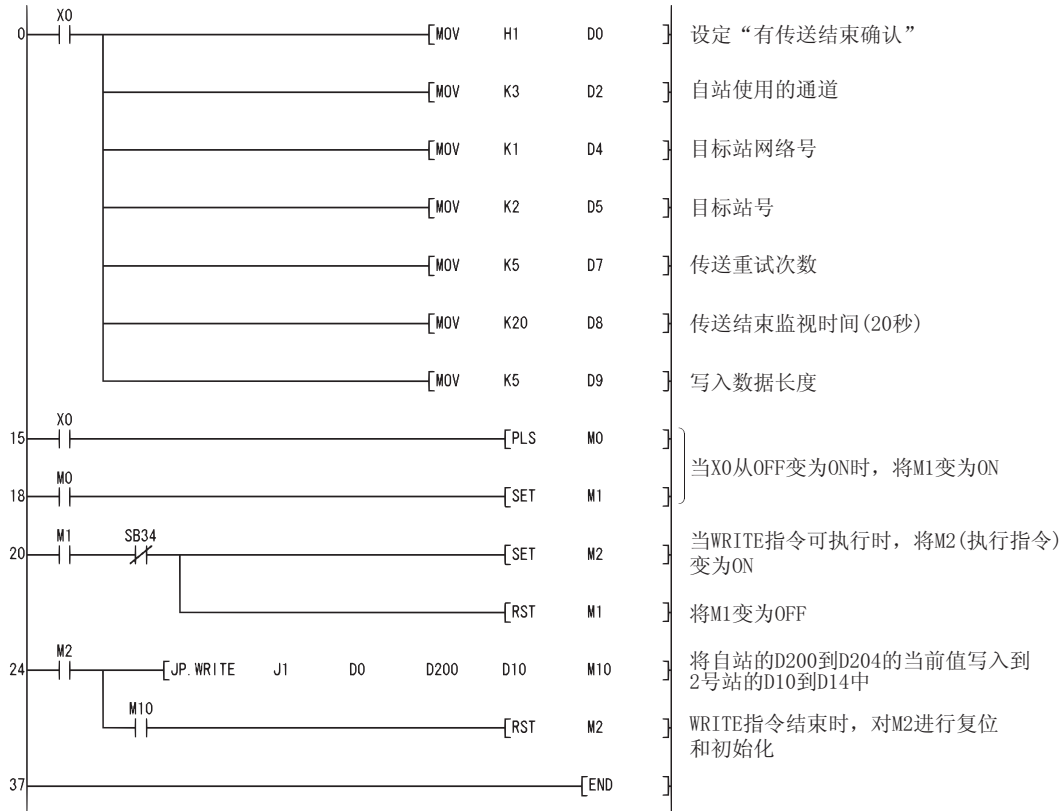 X0
0 [MOV H1 D0 ] 设定“有传送结束确认”
[MOV K3 D2 ] 自站使用的通道
[MOV K1 D4 ] 目标站网络号
[MOV K2 D5 ] 目标站号
[MOV K5 D7 ] 传送重试次数
[MOV K20 D8 ] 传送结束监视时间(20秒)
[MOV K5 D9 ] 写入数据长度
X0
15 [PLS M0 ]
当X0从OFF变为ON时，将M1变为ON
M0
18 [SET M1 ]
M1 SB34
20 [SET M2 ] 当WRITE指令可执行时，将M2(执行指令)
变为ON
[RST M1 ] 将M1变为OFF
M2
24 [JP.WRITE J1 D0 D200 D10 M10 ] 将自站的D200到D204的当前值写入到
2号站的D10到D14中
M10
[RST M2 ] WRITE指令结束时，对M2进行复位
和初始化
37 [END ]